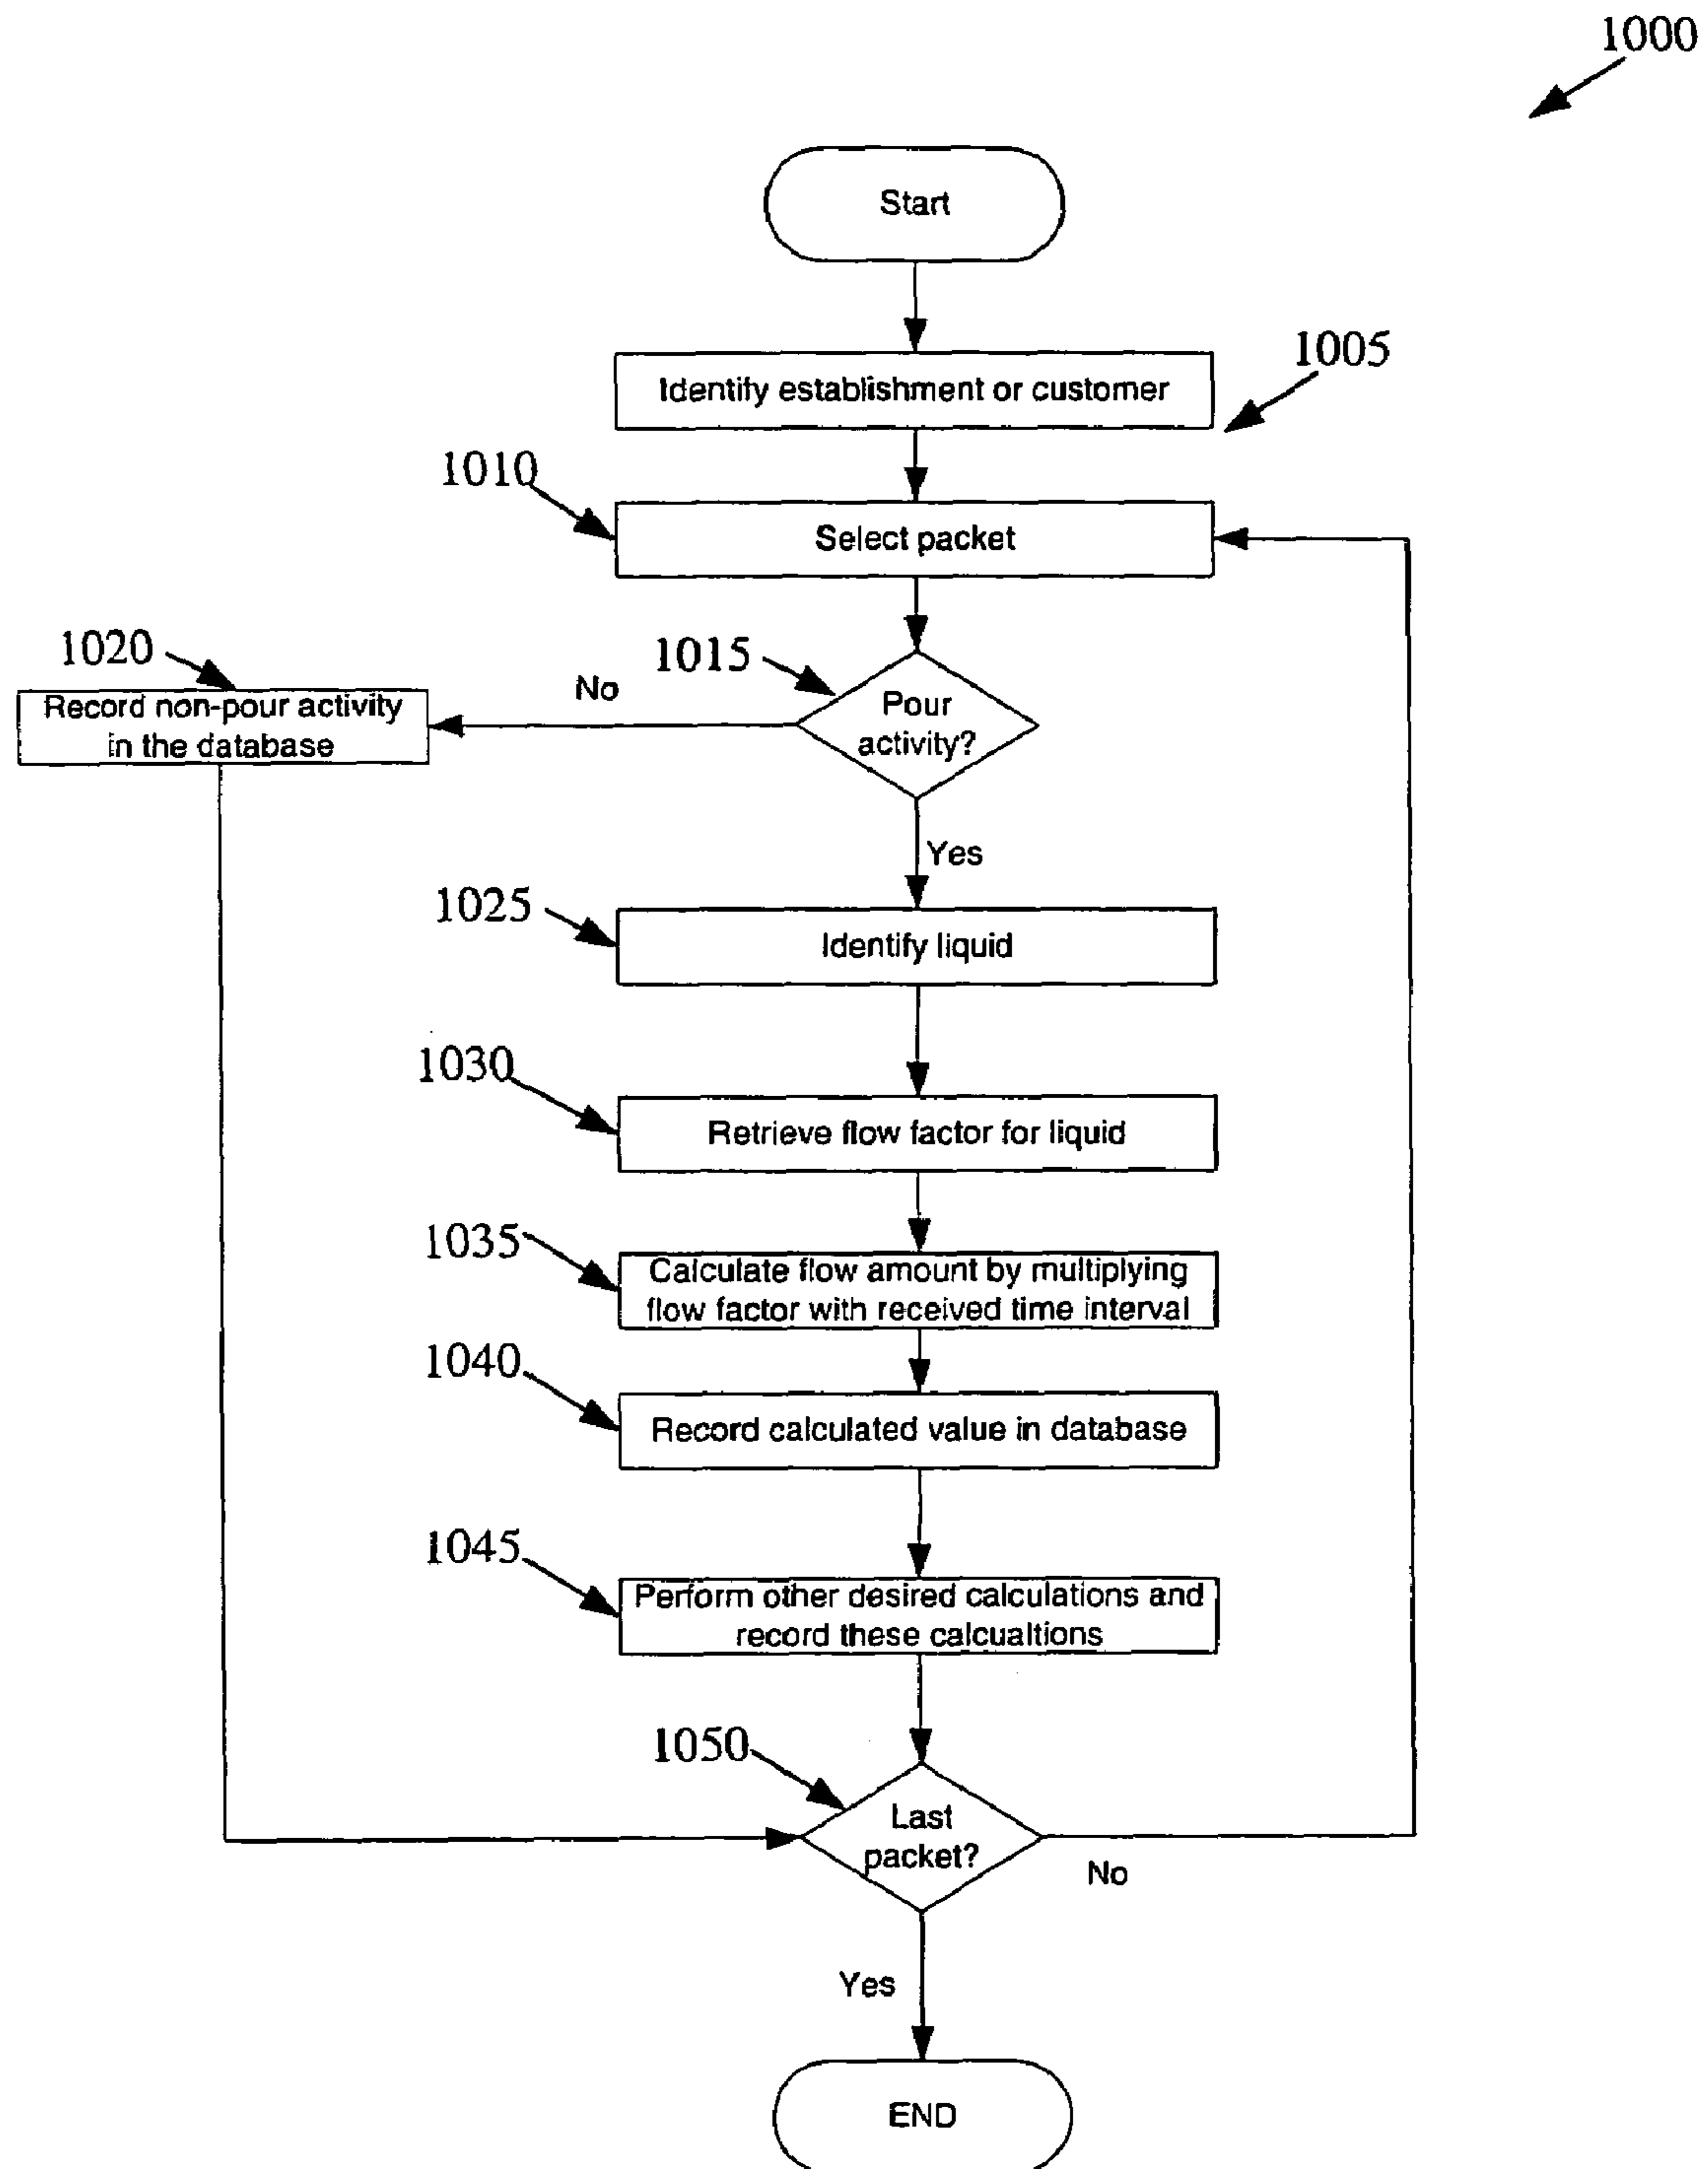 1000
Start
Identify establishment or customer
1005
1010
Select packet
1020
1015
Record non-pour activity
in the database
No
Pour
activity?
Yes
1025
Identify liquid
1030
Retrieve flow factor for liquid
1035
Calculate flow amount by multiplying
flow factor with received time interval
1040
Record calculated value in database
1045
Perform other desired calculations and
record these calcualtions
1050
Last
packet?
No
Yes
END